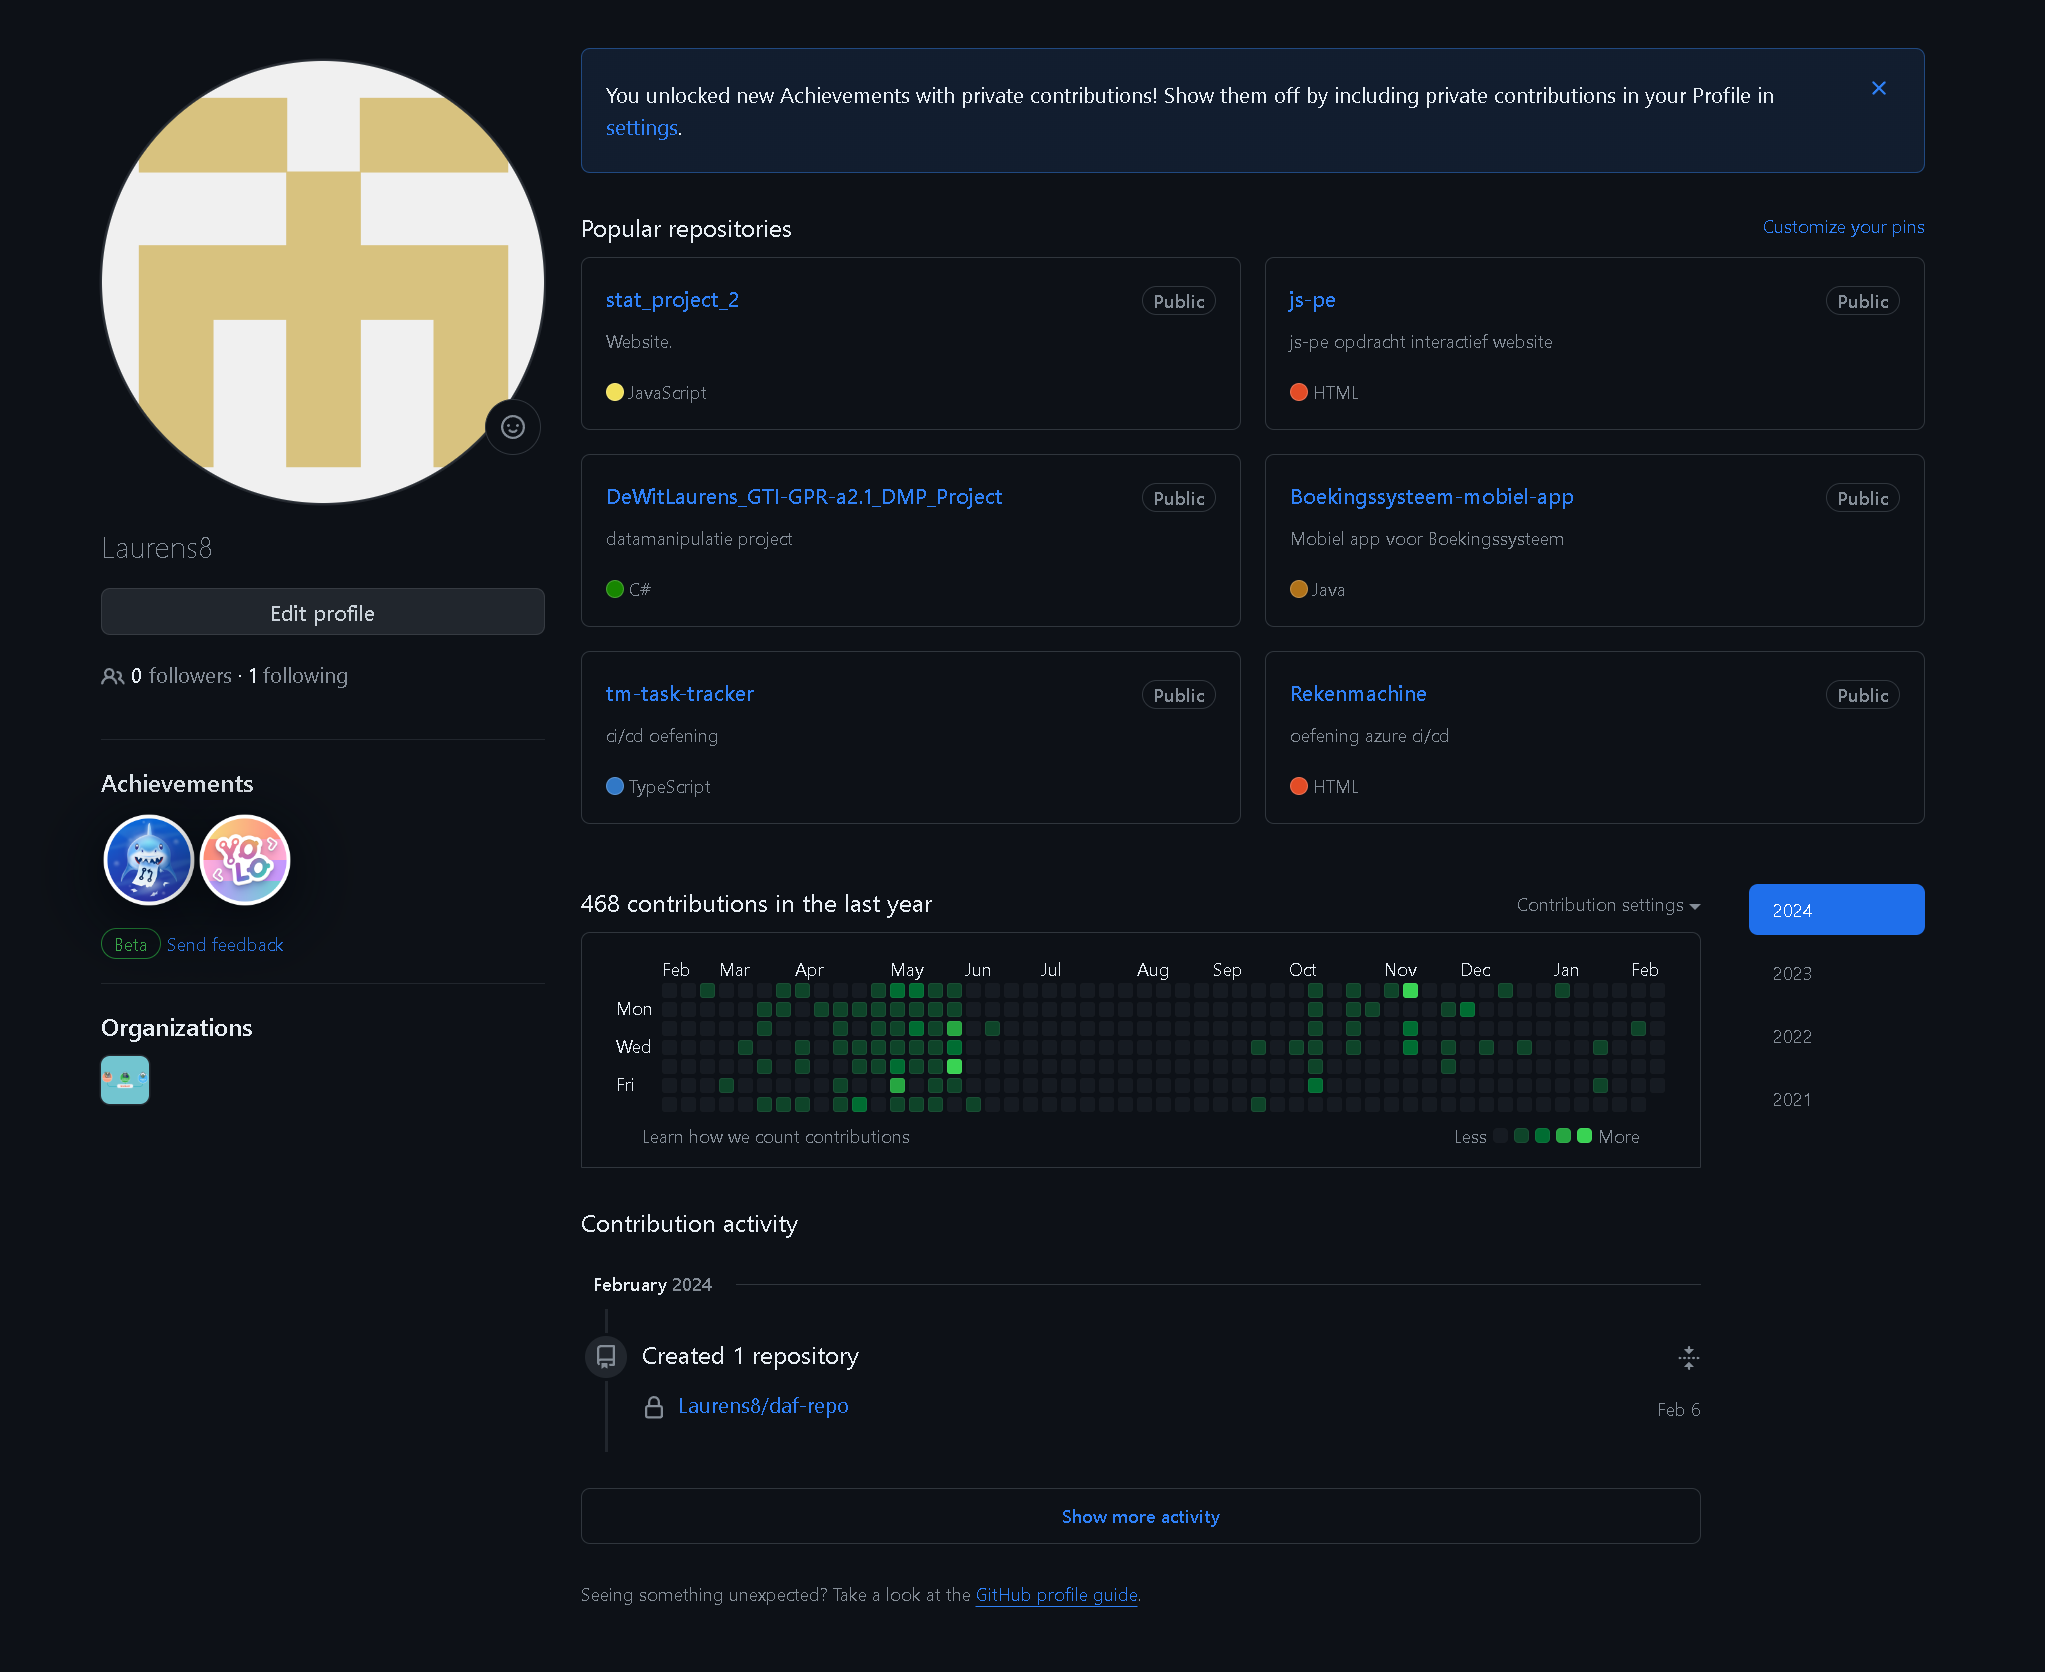 You unlocked new Achievements with private contributions! Show them off by including private contributions in your Profile in
settings.
Popular repositories
Customize your pins
stat_project_2
Public
Website.
JavaScript
js-pe
Public
js-pe opdracht interactief website
HTML
DeWitLaurens_GTI-GPR-a2.1_DMP_Project
Public
datamanipulatie project
C#
Boekingssysteem-mobiel-app
Public
Mobiel app voor Boekingssysteem
Java
tm-task-tracker
Public
ci/cd oefening
TypeScript
Rekenmachine
Public
oefening azure ci/cd
HTML
Laurens8
Edit profile
0 followers · 1 following
Achievements
YOLO
Beta Send feedback
Organizations
468 contributions in the last year
Contribution settings
2024
2023
2022
2021
Feb Mar Apr May Jun Jul Aug Sep Oct Nov Dec Jan Feb
Mon
Wed
Fri
Learn how we count contributions
Less More
Contribution activity
February 2024
Created 1 repository
Laurens8/daf-repo
Feb 6
Show more activity
Seeing something unexpected? Take a look at the GitHub profile guide.